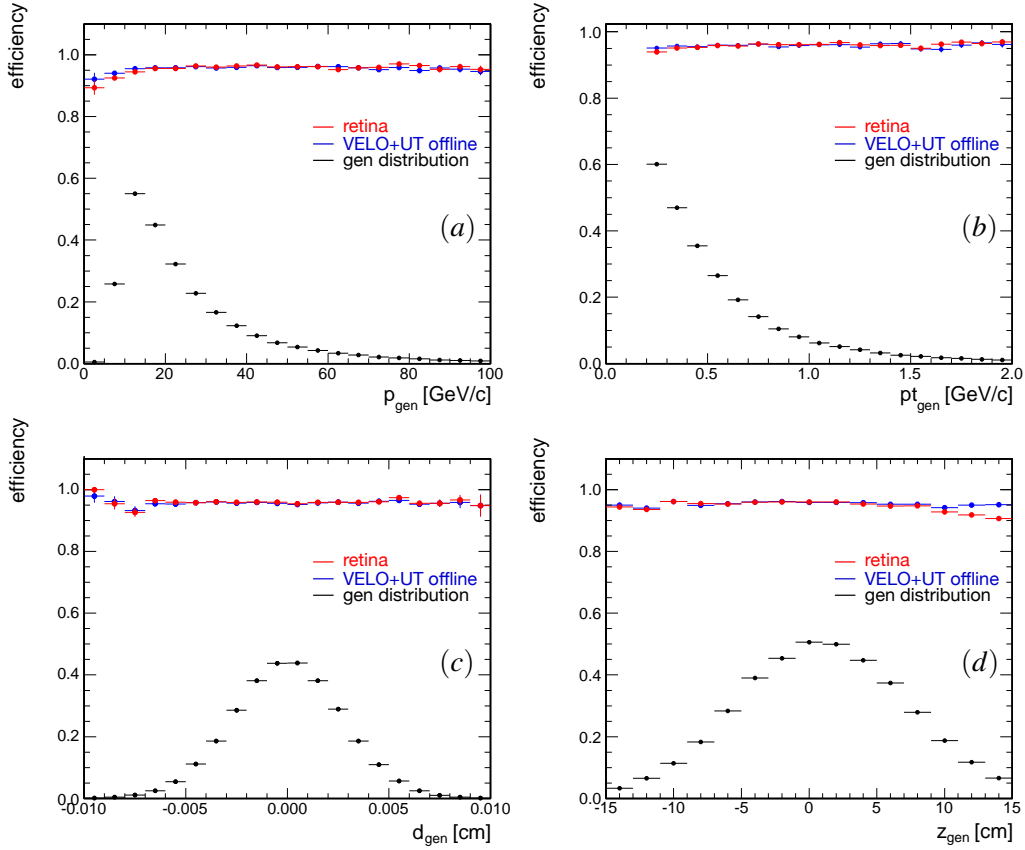 efficiency
1.0
0.8
0.6
0.4
0.2
0.0
retina
VELO+UT offline
gen distribution
(a)
0 20 40 60 80 100
p_gen [GeV/c]
efficiency
1.0
0.8
0.6
0.4
0.2
0.0
retina
VELO+UT offline
gen distribution
(b)
0.0 0.5 1.0 1.5 2.0
pt_gen [GeV/c]
efficiency
1.0
0.8
0.6
0.4
0.2
0.0
retina
VELO+UT offline
gen distribution
(c)
-0.010 -0.005 0.000 0.005 0.010
d_gen [cm]
efficiency
1.0
0.8
0.6
0.4
0.2
0.0
retina
VELO+UT offline
gen distribution
(d)
-15 -10 -5 0 5 10 15
z_gen [cm]